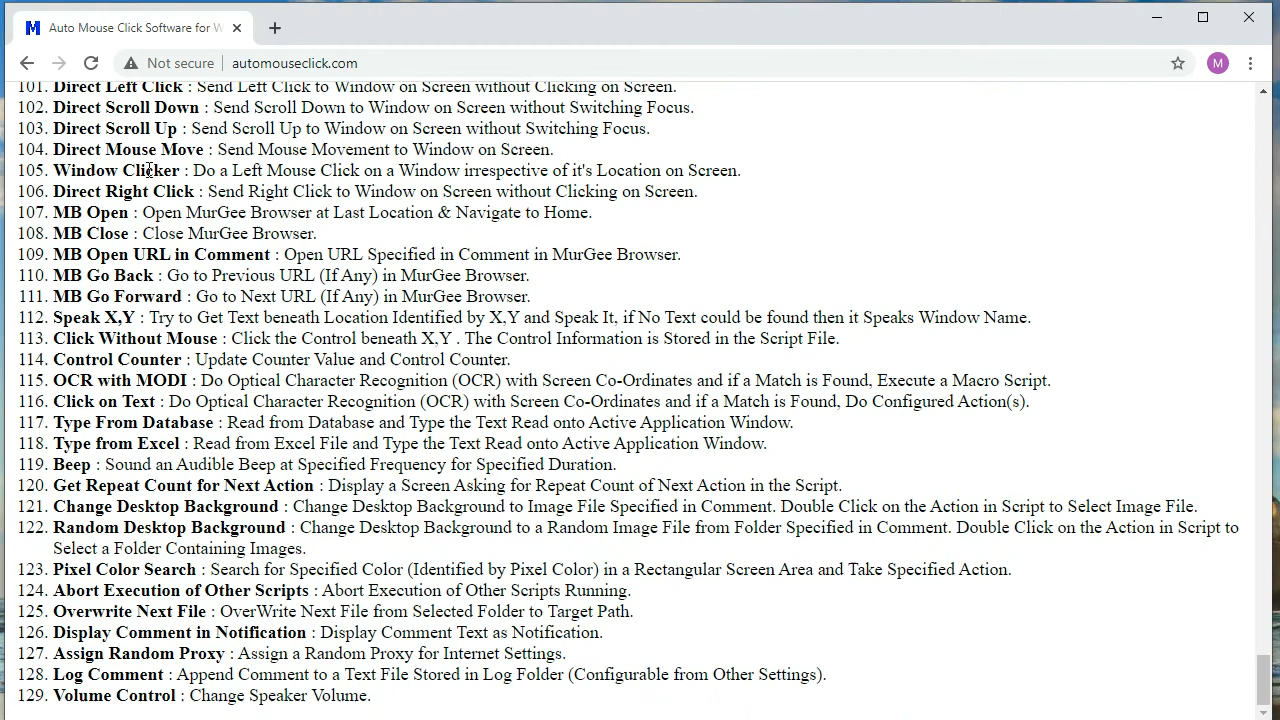 Auto Mouse Click Software for W
Not secure automouseclick.com
M
101. Direct Left Click : Send Left Click to Window on Screen without Clicking on Screen.
102. Direct Scroll Down : Send Scroll Down to Window on Screen without Switching Focus.
103. Direct Scroll Up : Send Scroll Up to Window on Screen without Switching Focus.
104. Direct Mouse Move : Send Mouse Movement to Window on Screen.
105. Window Clicker : Do a Left Mouse Click on a Window irrespective of it's Location on Screen.
106. Direct Right Click : Send Right Click to Window on Screen without Clicking on Screen.
107. MB Open : Open MurGee Browser at Last Location & Navigate to Home.
108. MB Close : Close MurGee Browser.
109. MB Open URL in Comment : Open URL Specified in Comment in MurGee Browser.
110. MB Go Back : Go to Previous URL (If Any) in MurGee Browser.
111. MB Go Forward : Go to Next URL (If Any) in MurGee Browser.
112. Speak X,Y : Try to Get Text beneath Location Identified by X,Y and Speak It, if No Text could be found then it Speaks Window Name.
113. Click Without Mouse : Click the Control beneath X,Y . The Control Information is Stored in the Script File.
114. Control Counter : Update Counter Value and Control Counter.
115. OCR with MODI : Do Optical Character Recognition (OCR) with Screen Co-Ordinates and if a Match is Found, Execute a Macro Script.
116. Click on Text : Do Optical Character Recognition (OCR) with Screen Co-Ordinates and if a Match is Found, Do Configured Action(s).
117. Type From Database : Read from Database and Type the Text Read onto Active Application Window.
118. Type from Excel : Read from Excel File and Type the Text Read onto Active Application Window.
119. Beep : Sound an Audible Beep at Specified Frequency for Specified Duration.
120. Get Repeat Count for Next Action : Display a Screen Asking for Repeat Count of Next Action in the Script.
121. Change Desktop Background : Change Desktop Background to Image File Specified in Comment. Double Click on the Action in Script to Select Image File.
122. Random Desktop Background : Change Desktop Background to a Random Image File from Folder Specified in Comment. Double Click on the Action in Script to
Select a Folder Containing Images.
123. Pixel Color Search : Search for Specified Color (Identified by Pixel Color) in a Rectangular Screen Area and Take Specified Action.
124. Abort Execution of Other Scripts : Abort Execution of Other Scripts Running.
125. Overwrite Next File : OverWrite Next File from Selected Folder to Target Path.
126. Display Comment in Notification : Display Comment Text as Notification.
127. Assign Random Proxy : Assign a Random Proxy for Internet Settings.
128. Log Comment : Append Comment to a Text File Stored in Log Folder (Configurable from Other Settings).
129. Volume Control : Change Speaker Volume.